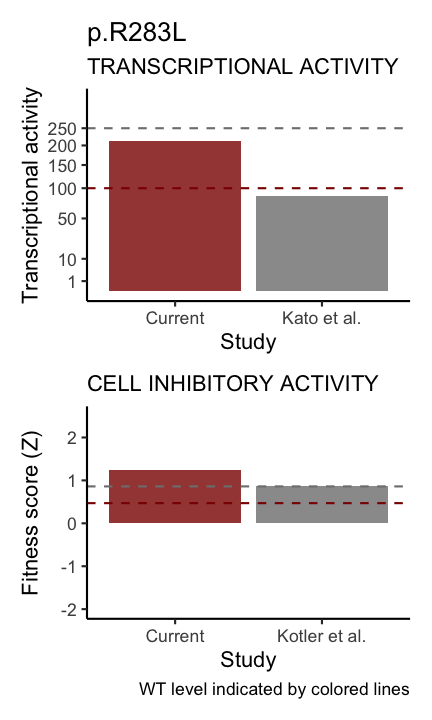 p.R283L
TRANSCRIPTIONAL ACTIVITY
Transcriptional activity
250
200
150
100
50
10
1
Current
Kato et al.
Study
CELL INHIBITORY ACTIVITY
Fitness score (Z)
2
1
0
-1
-2
Current
Kotler et al.
Study
WT level indicated by colored lines